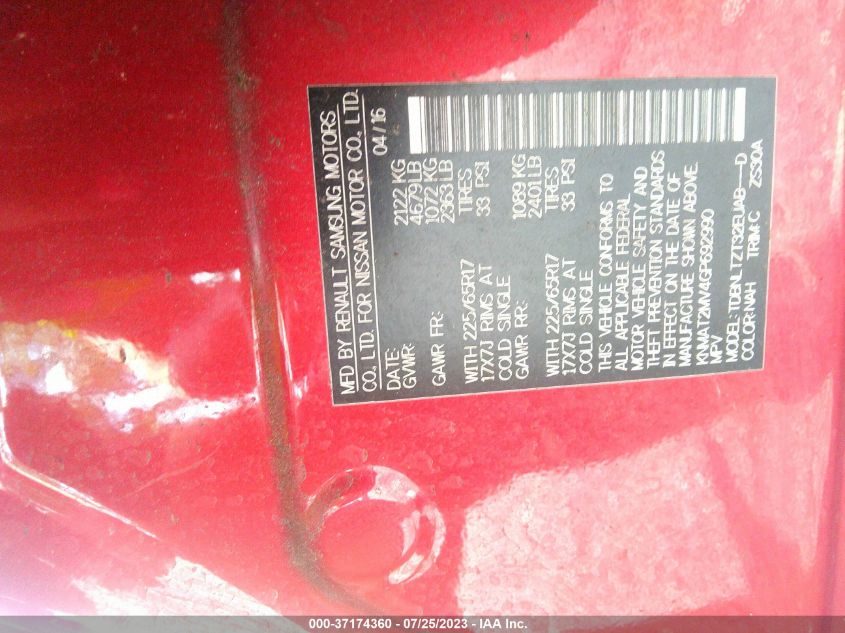 MFD BY RENAULT SAMSUNG MOTORS
CO., LTD. FOR NISSAN MOTOR CO., LTD.
DATE: 04/16
GVWR: 2122 KG
4679 LB
GAWR FR: 1072 KG
2363 LB
WITH 225/65R17 TIRES
17X7J RIMS AT 33 PSI
COLD SINGLE
GAWR RR: 1089 KG
2401 LB
WITH 225/65R17 TIRES
17X7J RIMS AT 33 PSI
COLD SINGLE
THIS VEHICLE CONFORMS TO
ALL APPLICABLE FEDERAL
MOTOR VEHICLE SAFETY AND
THEFT PREVENTION STANDARDS
IN EFFECT ON THE DATE OF
MANUFACTURE SHOWN ABOVE.
KNMAT2MV4GP692990
MPV
MODEL: TDBNLTZT32EUAB---D
COLOR: NAH TRIM: C ZS30A
000-37174360 - 07/25/2023 - IAA Inc.